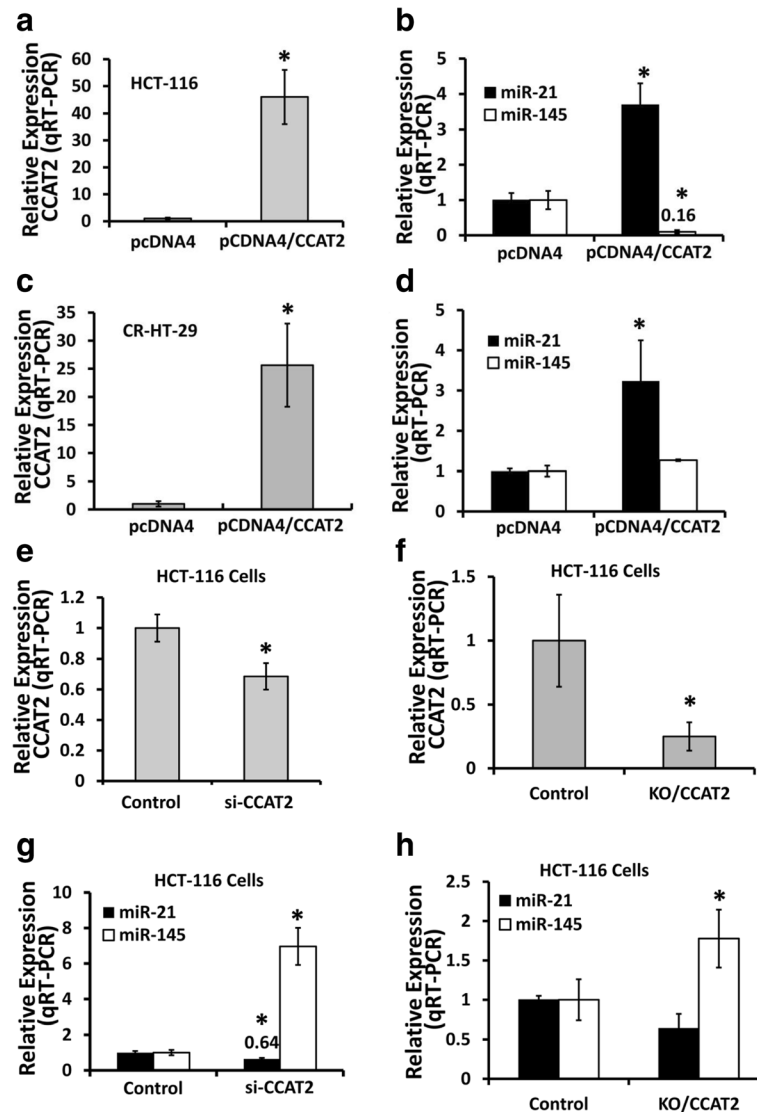 a
Relative Expression
CCAT2 (qRT-PCR)
60
50
40
30
20
10
0
HCT-116
*
pcDNA4
pCDNA4/CCAT2
b
Relative Expression
(qRT-PCR)
5
4
3
2
1
0
miR-21
miR-145
*
*
0.16
pcDNA4
pCDNA4/CCAT2
c
Relative Expression
CCAT2 (qRT-PCR)
35
30
25
20
15
10
5
0
CR-HT-29
*
pcDNA4
pCDNA4/CCAT2
d
Relative Expression
(qRT-PCR)
5
4
3
2
1
0
miR-21
miR-145
*
pcDNA4
pCDNA4/CCAT2
e
HCT-116 Cells
Relative Expression
CCAT2 (qRT-PCR)
1.2
1
0.8
0.6
0.4
0.2
0
*
Control
si-CCAT2
f
HCT-116 Cells
Relative Expression
CCAT2 (qRT-PCR)
1.5
1
0.5
0.25
0
*
Control
KO/CCAT2
g
HCT-116 Cells
Relative Expression
(qRT-PCR)
10
8
6
4
2
0
miR-21
miR-145
*
0.64
*
Control
si-CCAT2
h
HCT-116 Cells
Relative Expression
(qRT-PCR)
2.5
2
1.5
1
0.5
0
miR-21
miR-145
*
Control
KO/CCAT2